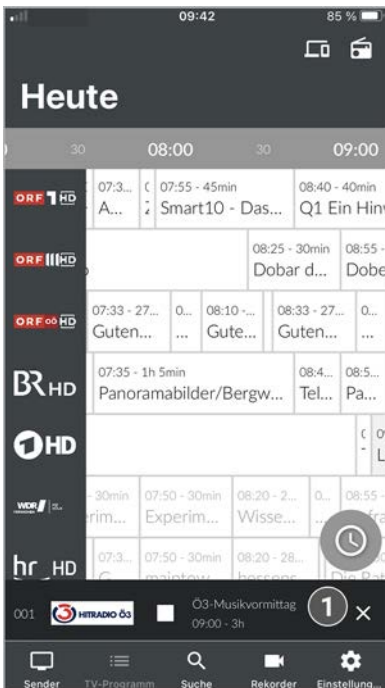 09:42
85 %
Heute
30
08:00
30
09:00
ORF 1 HD
07:3...
07:55 - 45min
08:40 - 40min
A...
Smart10 - Das...
Q1 Ein Hin
ORF III HD
08:25 - 30min
08:55 -
Dobar d...
Dobe
ORF OÖ HD
07:33 - 27...
0...
08:10 -...
08:33 - 27...
0...
Guten...
...
Gute...
Guten...
...
BR HD
07:35 - 1h 5min
08:4...
08:5...
Panoramabilder/Bergw...
Tel...
Pa...
1 HD
WDR
- 30min
07:50 - 30min
08:20 - 2...
0...
08:55 -
rim...
Experim...
Wisse...
hr HD
07:3...
07:50 - 30min
08:20 - 28...
001
HITRADIO Ö3
Ö3-Musikvormittag
09:00 - 3h
1
Sender
TV-Programm
Suche
Rekorder
Einstellung...